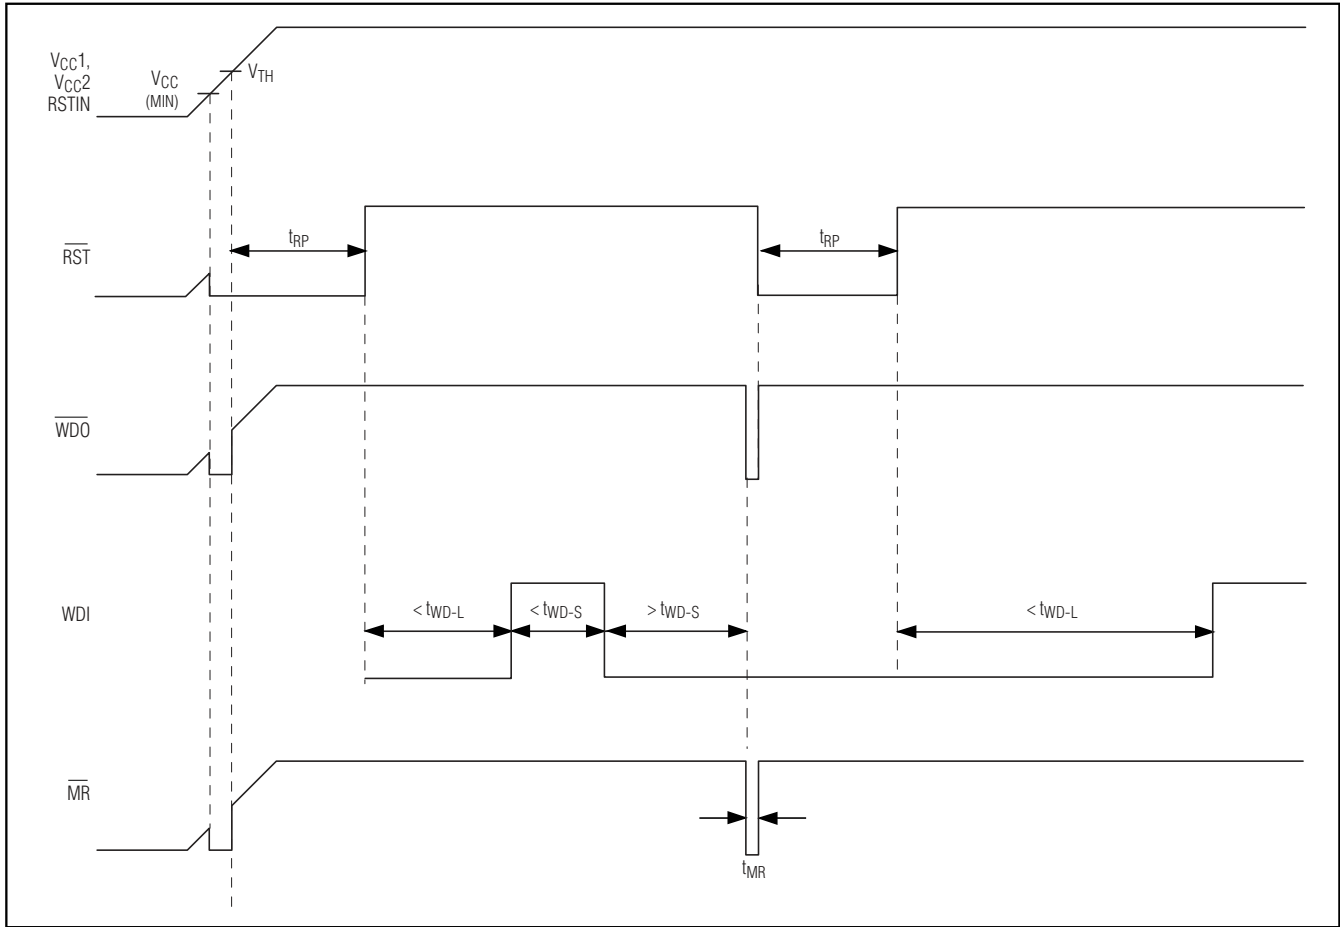 VCC1,
VCC2
RSTIN
VCC
(MIN)
VTH
RST
tRP
tRP
WDO
WDI
< tWD-L
< tWD-S
> tWD-S
< tWD-L
MR
tMR